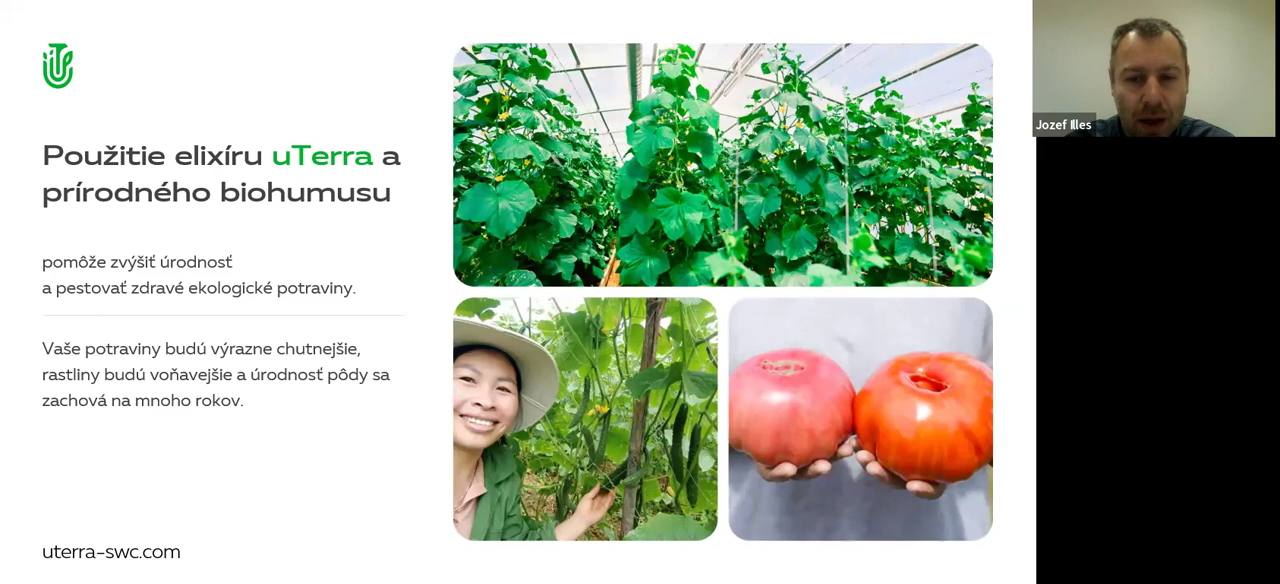 Použitie elixíru uTerra a
prírodného biohumusu
pomôže zvýšiť úrodnosť
a pestovať zdravé ekologické potraviny.
Vaše potraviny budú výrazne chutnejšie,
rastliny budú voňavejšie a úrodnosť pôdy sa
zachová na mnoho rokov.
uterra-swc.com
Jozef Illes